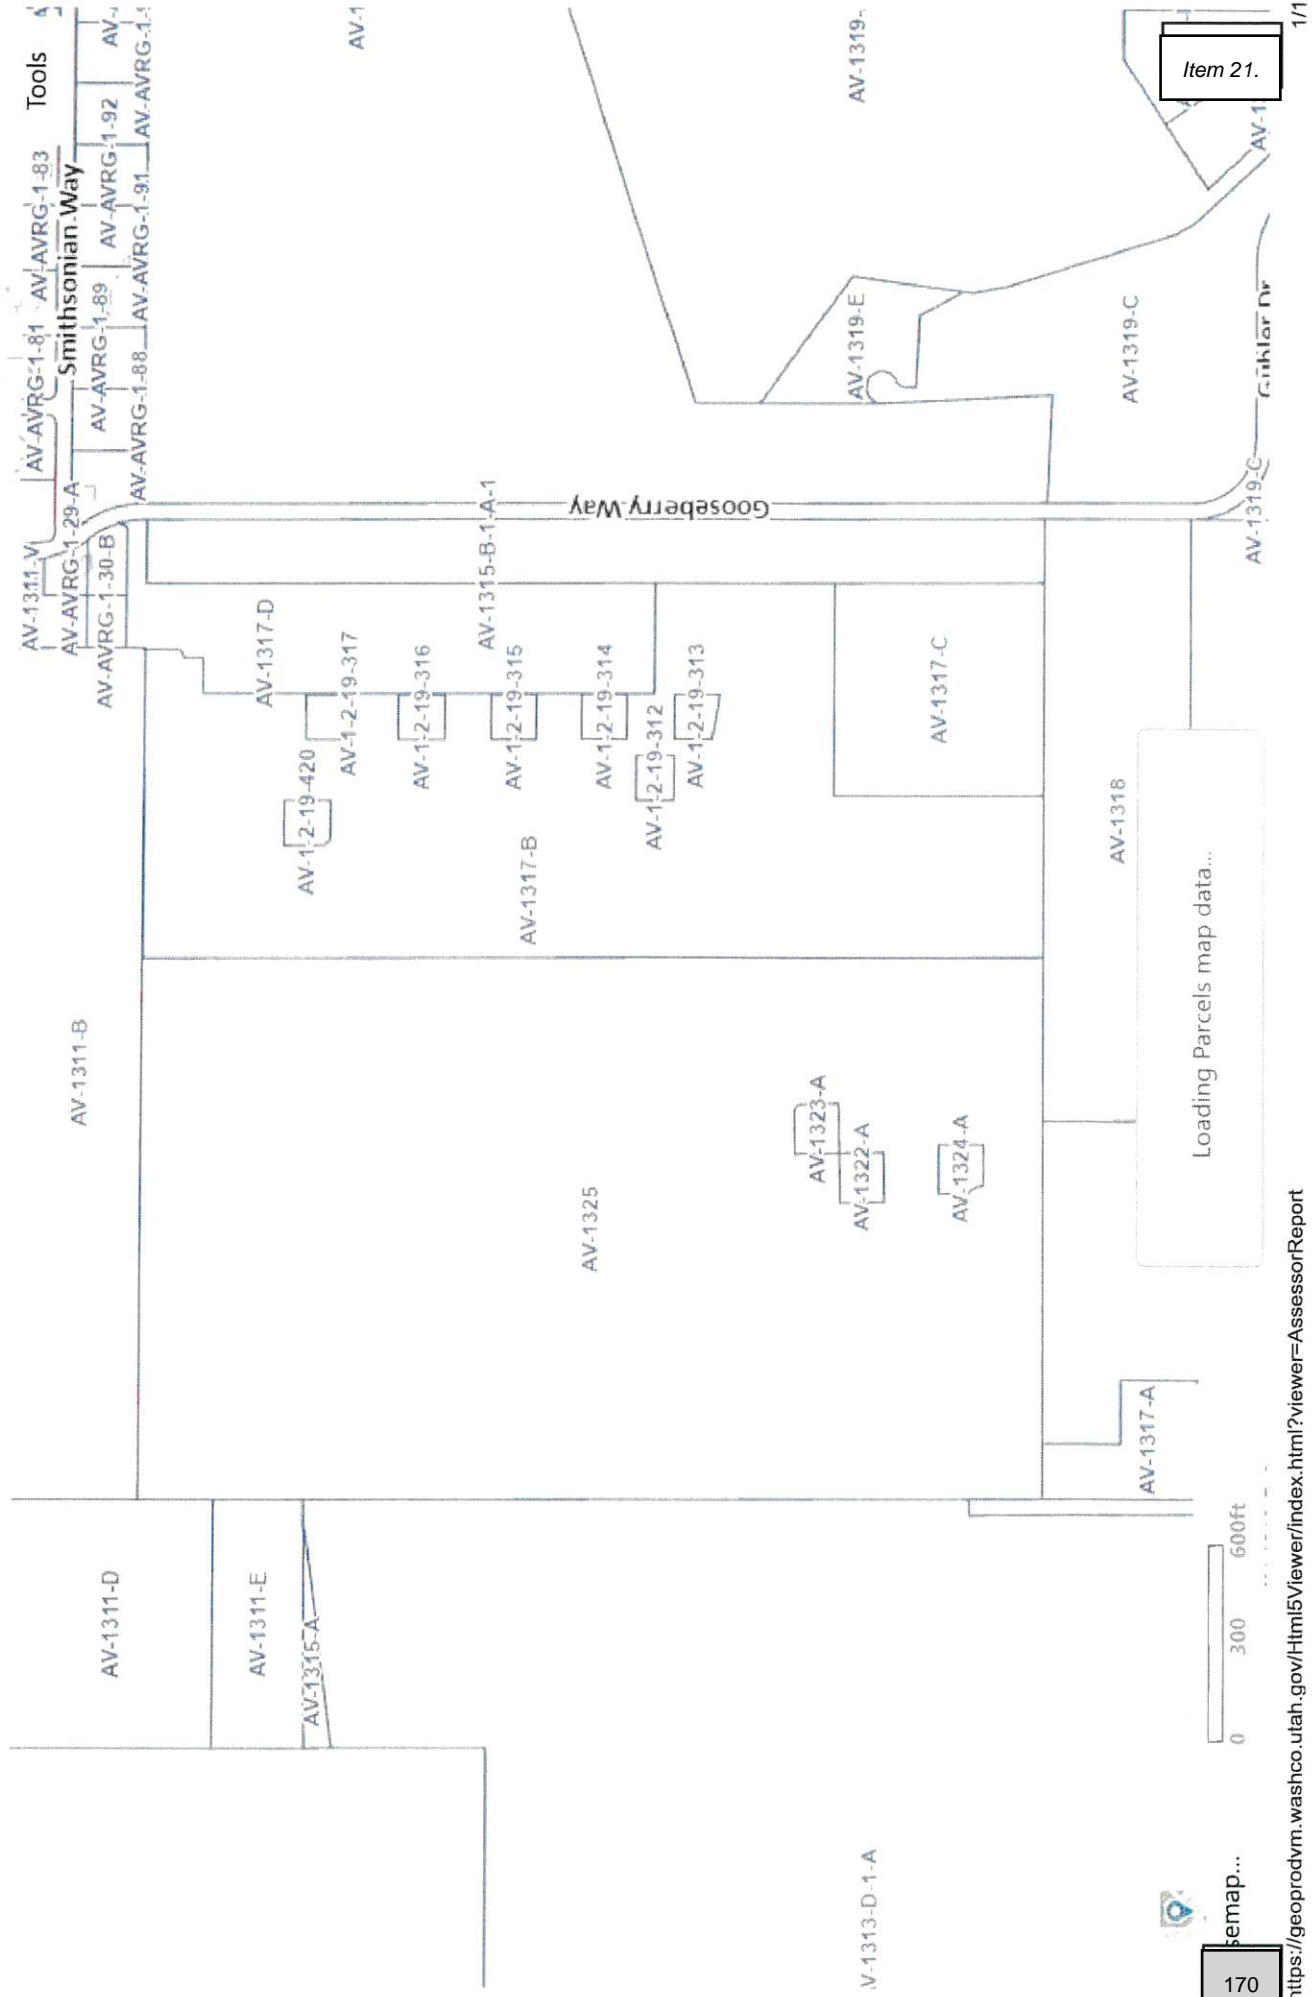 Tools
Smithsonian Way
AV-AVRG-1-81
AV-AVRG-1-83
AV-1311-V
AV-AVRG-1-29-A
AV-AVRG-1-30-B
AV-AVRG-1-89
AV-AVRG-1-92
AV-AVRG-1-88
AV-AVRG-1-91
AV-1311-B
AV-1311-D
AV-1311-E
AV-1315-A
AV-1317-D
AV-1-2-19-317
AV-1-2-19-420
AV-1-2-19-316
AV-1315-B-1-A-1
AV-1-2-19-315
AV-1317-B
AV-1-2-19-314
AV-1-2-19-312
AV-1-2-19-313
Gooseberry Way
AV-1325
AV-1323-A
AV-1322-A
AV-1324-A
AV-1317-C
AV-1319-E
AV-1319-
AV-1319-C
AV-1318
AV-1317-A
AV-1319-C
V-1313-D-1-A
Loading Parcels map data...
0 300 600ft
semap...
https://geoprodvm.washco.utah.gov/Html5Viewer/index.html?viewer=AssessorReport
1/1
Item 21.
170